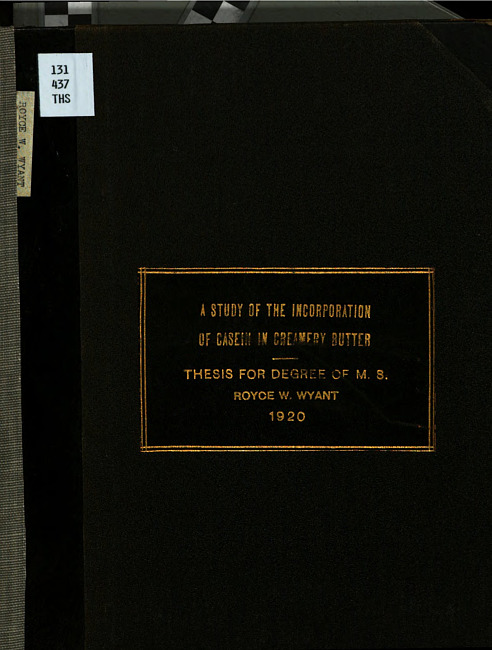 131
437
THS
ROYCE W. WYANT
A STUDY OF THE INCORPORATION
OF CASEIN IN CREAMERY BUTTER
THESIS FOR DEGREE OF M. S.
ROYCE W. WYANT
1920